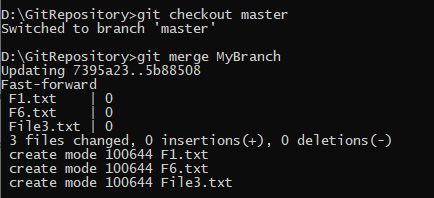 D:\GitRepository>git checkout master
Switched to branch 'master'
D:\GitRepository>git merge MyBranch
Updating 7395a23..5b88508
Fast-forward
F1.txt | 0
F6.txt | 0
File3.txt | 0
3 files changed, 0 insertions(+), 0 deletions(-)
create mode 100644 F1.txt
create mode 100644 F6.txt
create mode 100644 File3.txt